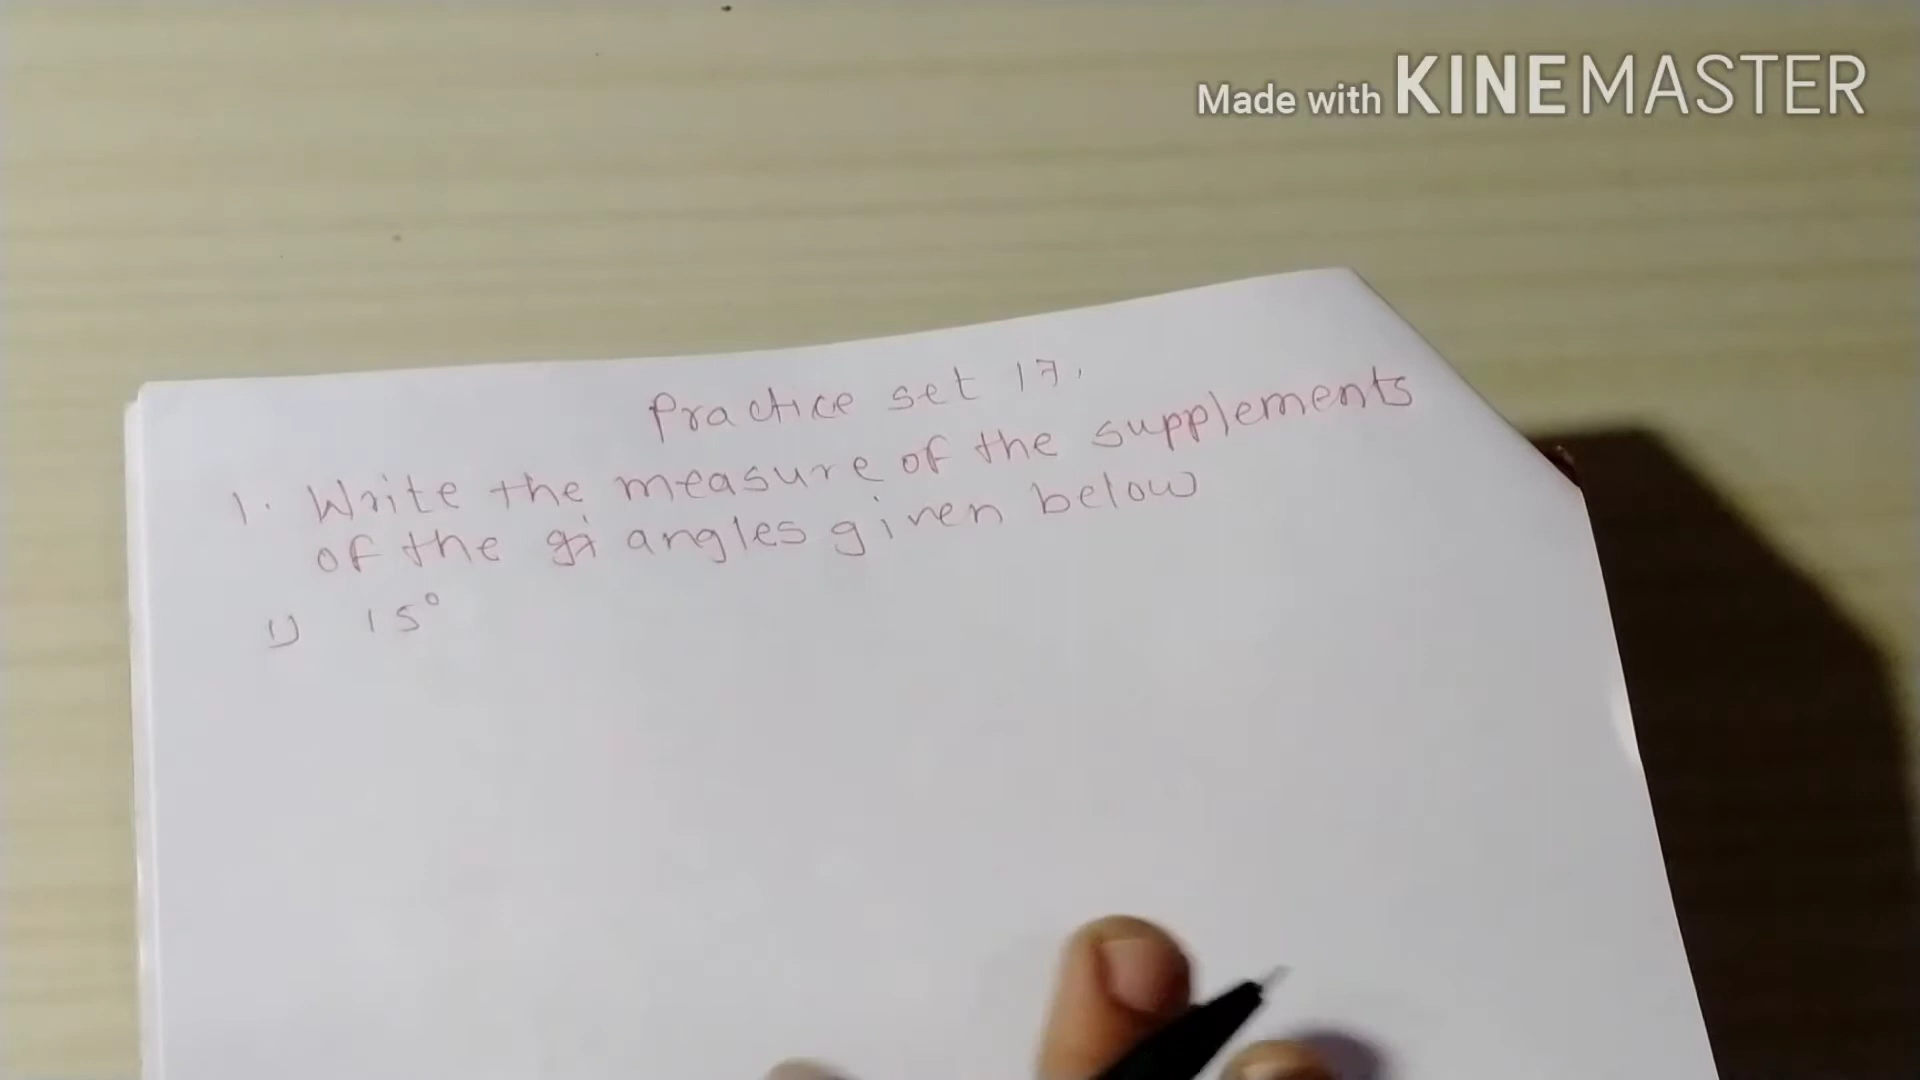 Made with KINEMASTER
Practice set 17.
1. Write the measure of the supplements
of the gi angles given below
1) 15°